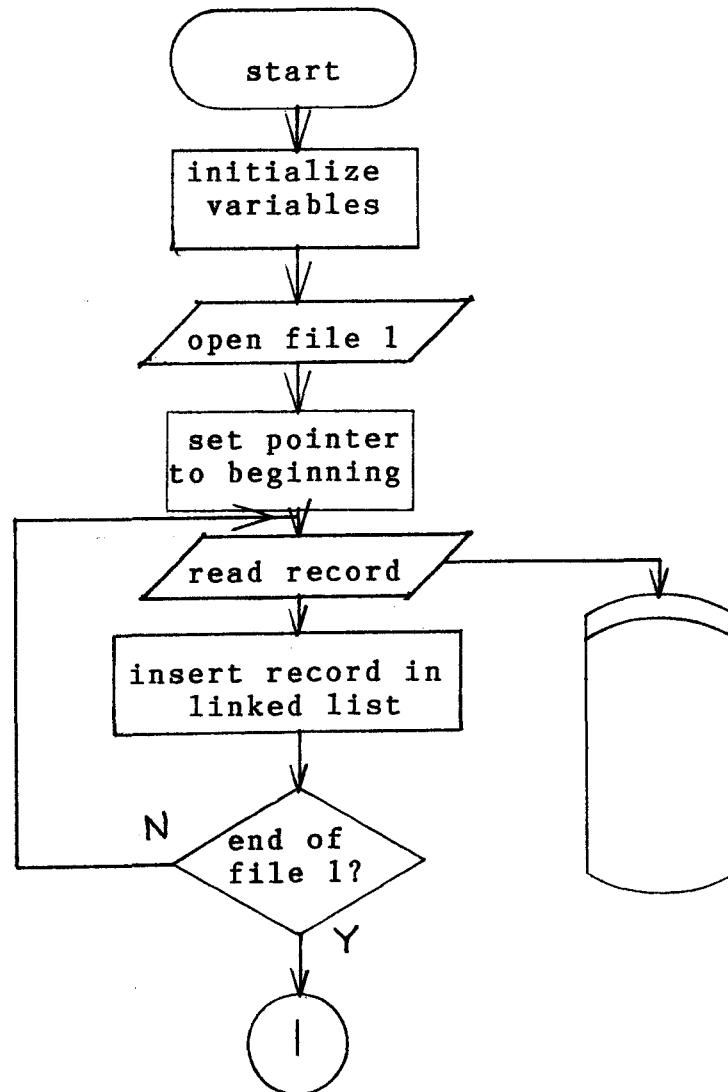 start
initialize
variables
open file 1
set pointer
to beginning
read record
insert record in
linked list
N
end of
file 1?
Y
1